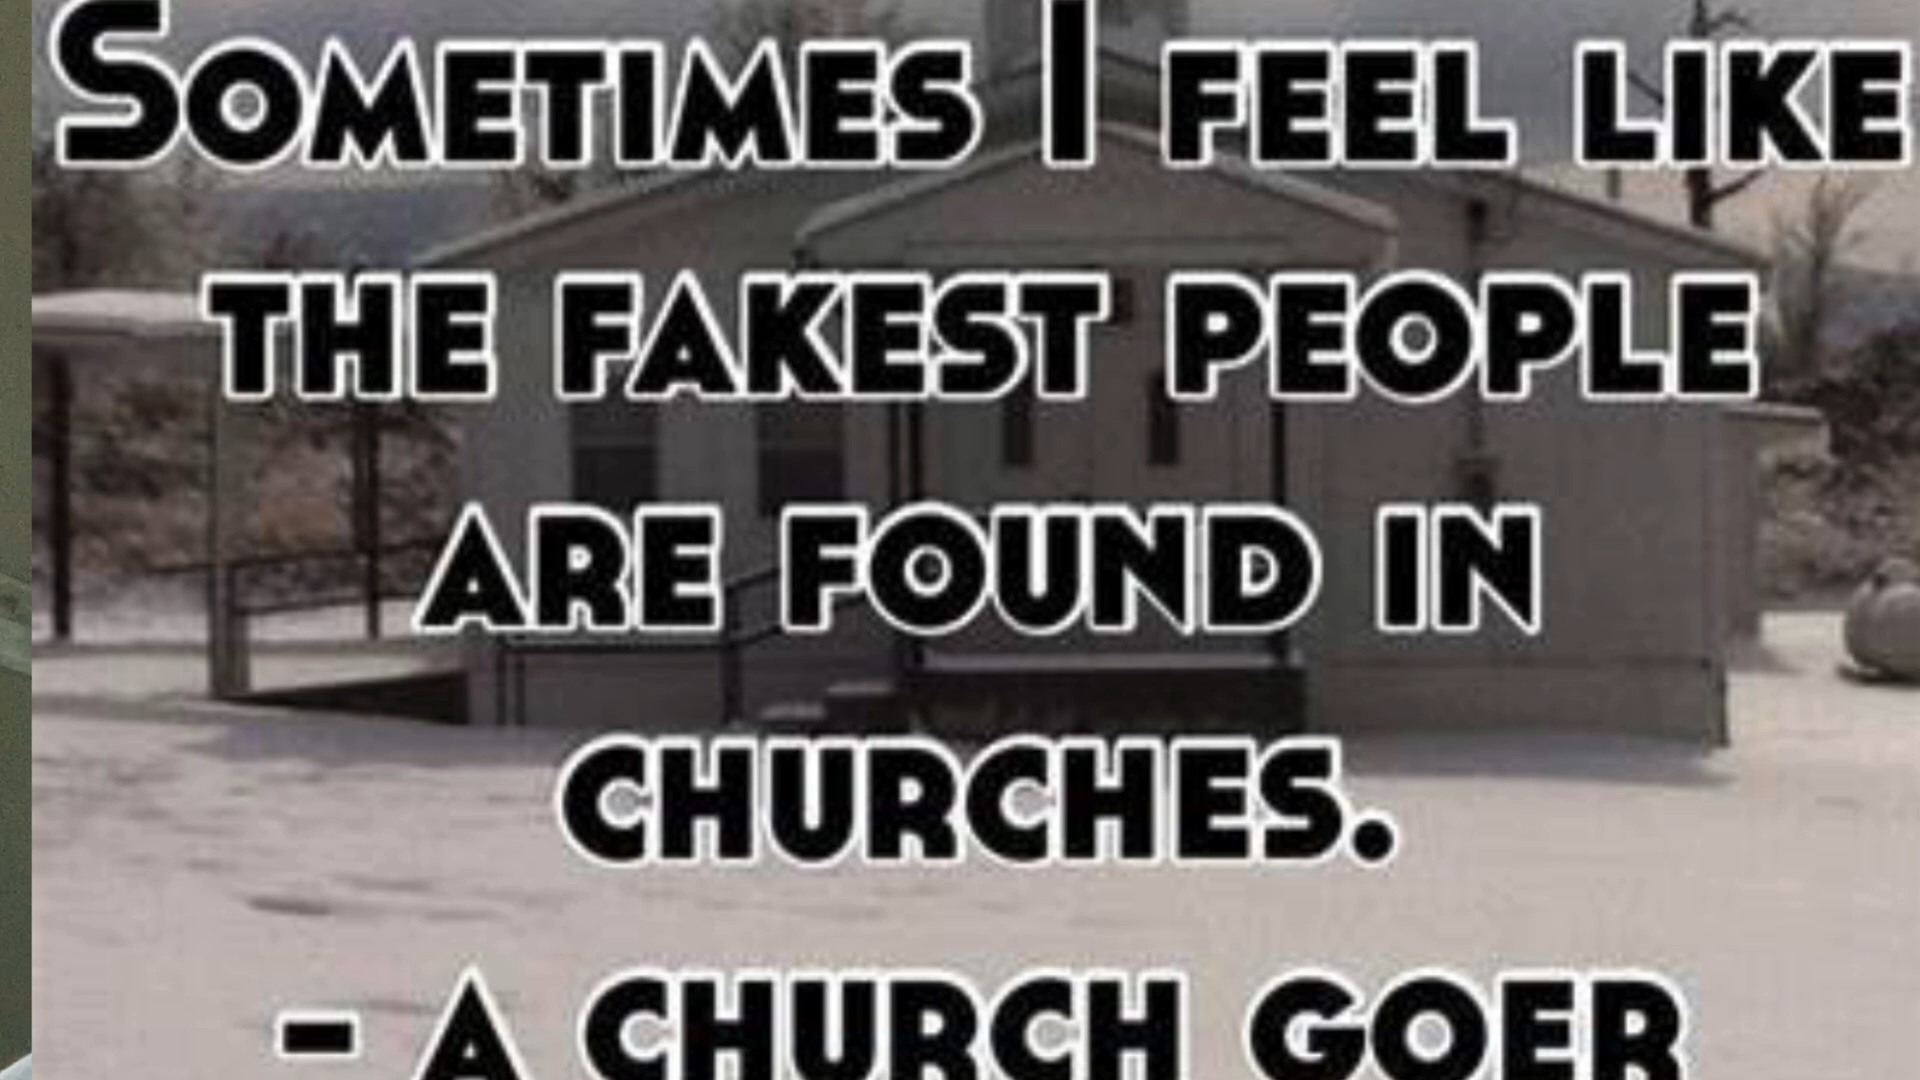 Sometimes I feel like
the fakest people
are found in
churches.
- a church goer